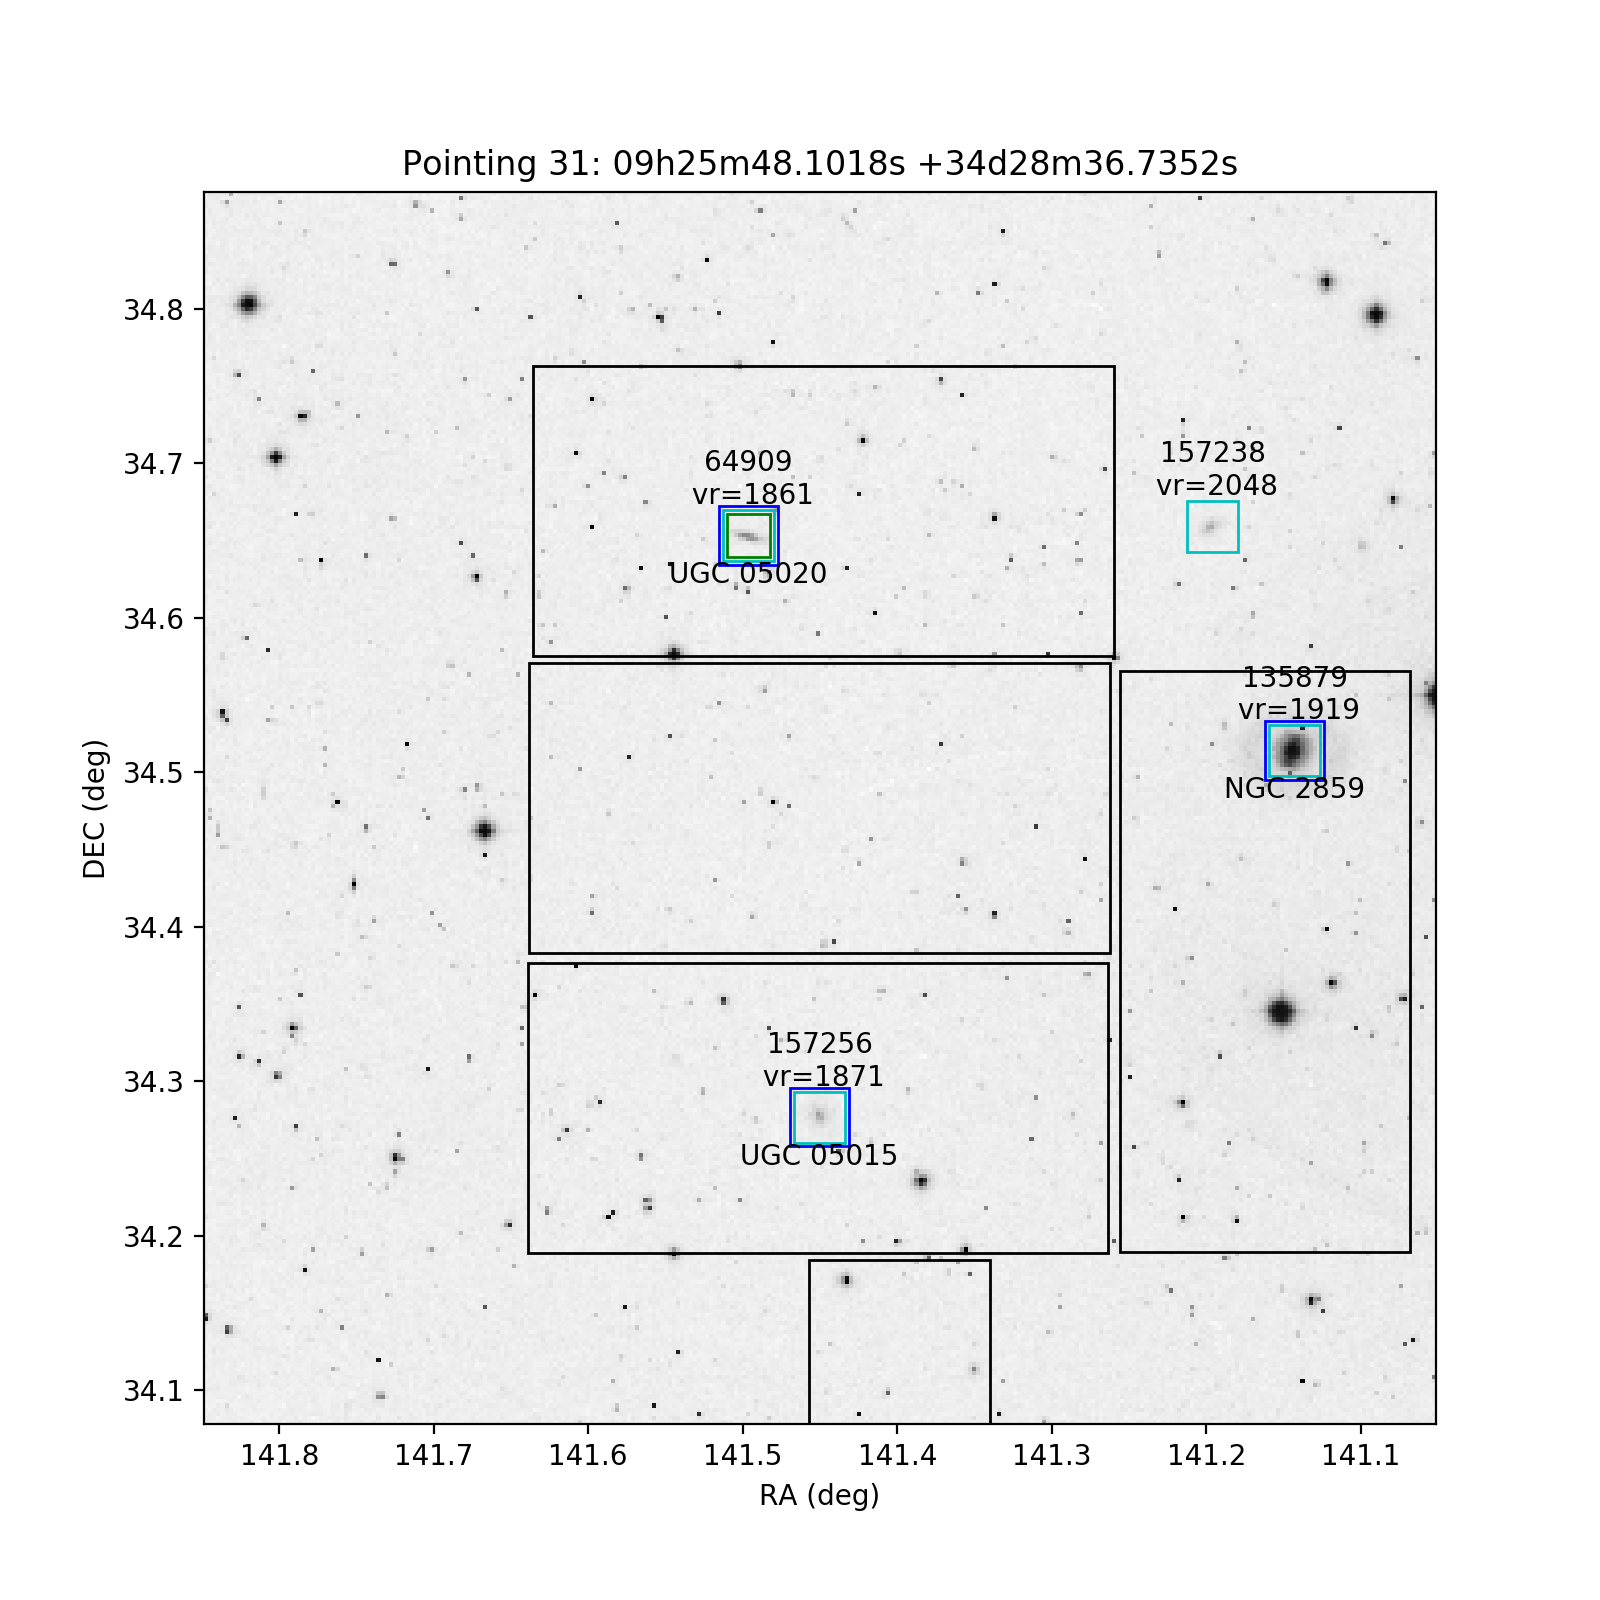 Pointing 31: 09h25m48.1018s +34d28m36.7352s
34.8
34.7
34.6
34.5
34.4
34.3
34.2
34.1
DEC (deg)
64909
vr=1861
UGC 05020
157238
vr=2048
135879
vr=1919
NGC 2859
157256
vr=1871
UGC 05015
141.8 141.7 141.6 141.5 141.4 141.3 141.2 141.1
RA (deg)